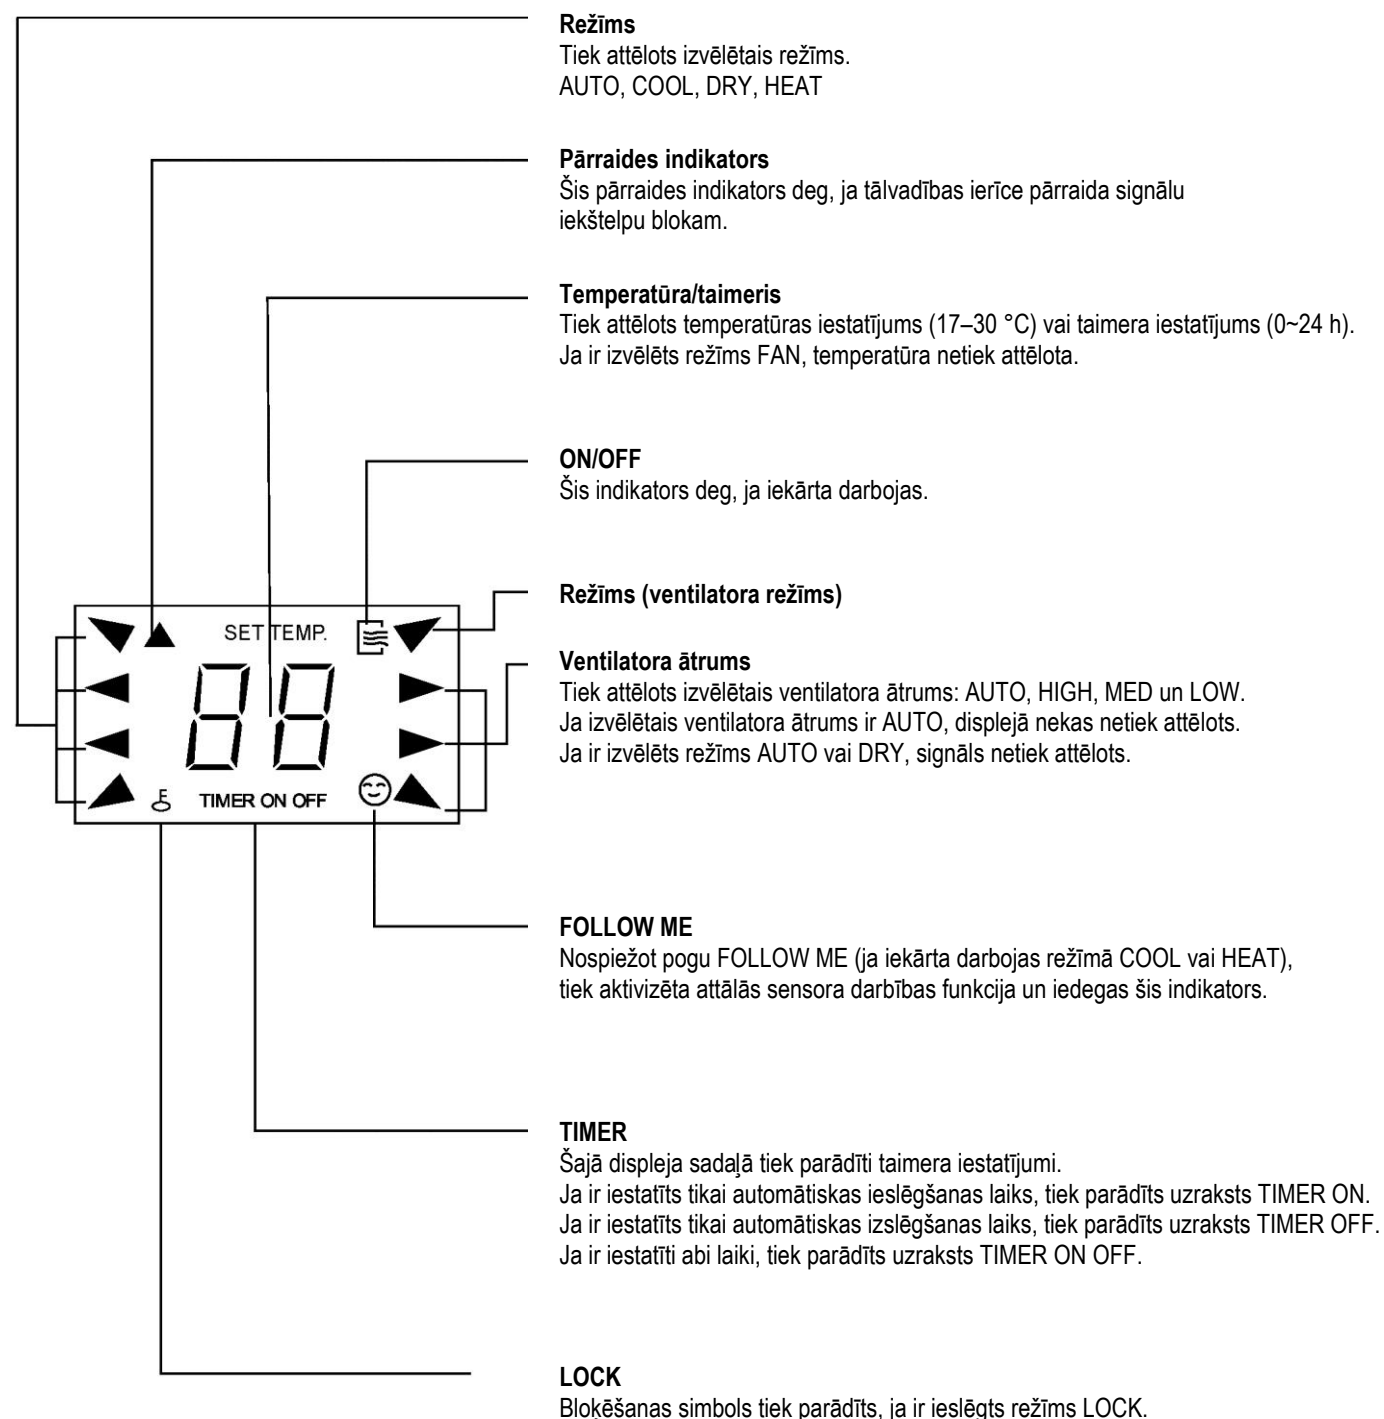 Režīms
Tiek attēlots izvēlētais režīms.
AUTO, COOL, DRY, HEAT
Pārraides indikators
Šis pārraides indikators deg, ja tālvadības ierīce pārraida signālu
iekštelpu blokam.
Temperatūra/taimeris
Tiek attēlots temperatūras iestatījums (17–30 °C) vai taimera iestatījums (0~24 h).
Ja ir izvēlēts režīms FAN, temperatūra netiek attēlota.
ON/OFF
Šis indikators deg, ja iekārta darbojas.
Režīms (ventilatora režīms)
SET TEMP.
88
TIMER ON OFF
Ventilatora ātrums
Tiek attēlots izvēlētais ventilatora ātrums: AUTO, HIGH, MED un LOW.
Ja izvēlētais ventilatora ātrums ir AUTO, displejā nekas netiek attēlots.
Ja ir izvēlēts režīms AUTO vai DRY, signāls netiek attēlots.
FOLLOW ME
Nospiežot pogu FOLLOW ME (ja iekārta darbojas režīmā COOL vai HEAT),
tiek aktivizēta attālās sensora darbības funkcija un iedegas šis indikators.
TIMER
Šajā displeja sadaļā tiek parādīti taimera iestatījumi.
Ja ir iestatīts tikai automātiskas ieslēgšanas laiks, tiek parādīts uzraksts TIMER ON.
Ja ir iestatīts tikai automātiskas izslēgšanas laiks, tiek parādīts uzraksts TIMER OFF.
Ja ir iestatīti abi laiki, tiek parādīts uzraksts TIMER ON OFF.
LOCK
Bloķēšanas simbols tiek parādīts, ja ir ieslēgts režīms LOCK.